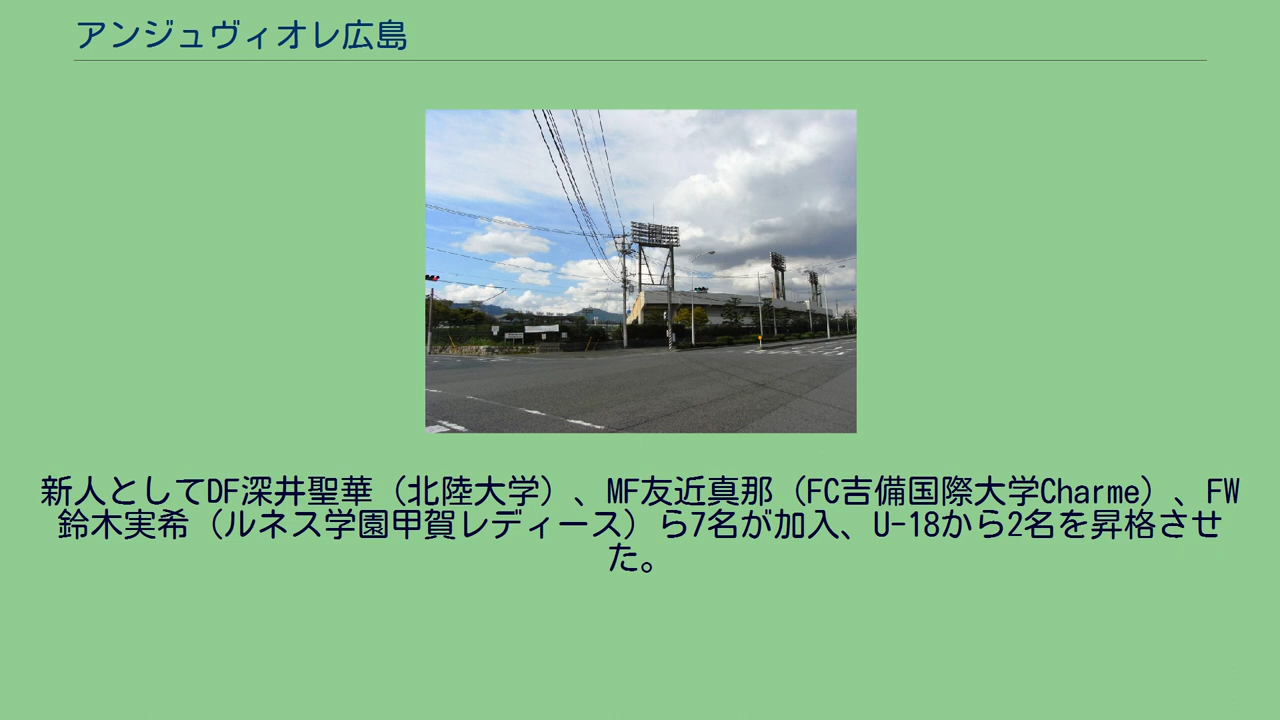 アンジュヴィオレ広島
新人としてDF深井聖華（北陸大学）、MF友近真那（FC吉備国際大学Charme）、FW
鈴木実希（ルネス学園甲賀レディース）ら7名が加入、U-18から2名を昇格させ
た。